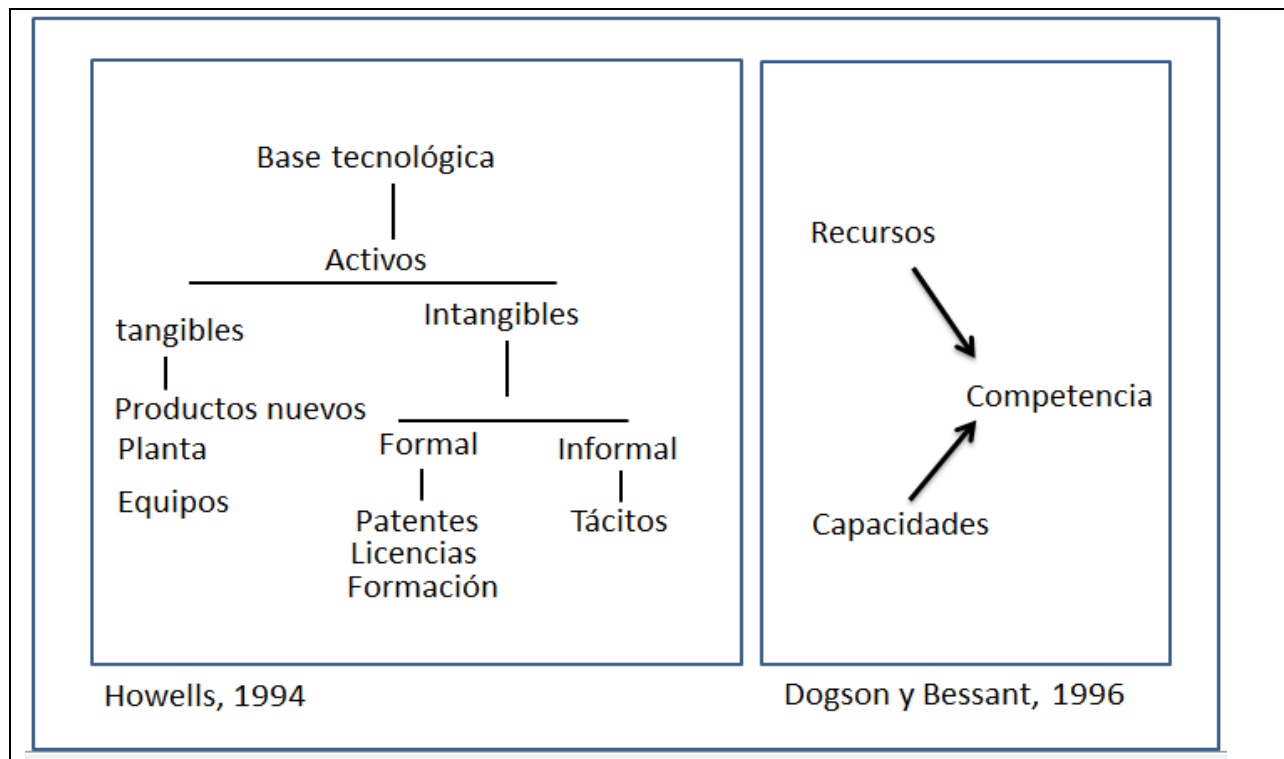 Base tecnológica
Activos
tangibles
Intangibles
Productos nuevos
Planta
Equipos
Formal
Informal
Patentes
Licencias
Formación
Tácitos
Howells, 1994
Recursos
Competencia
Capacidades
Dogson y Bessant, 1996